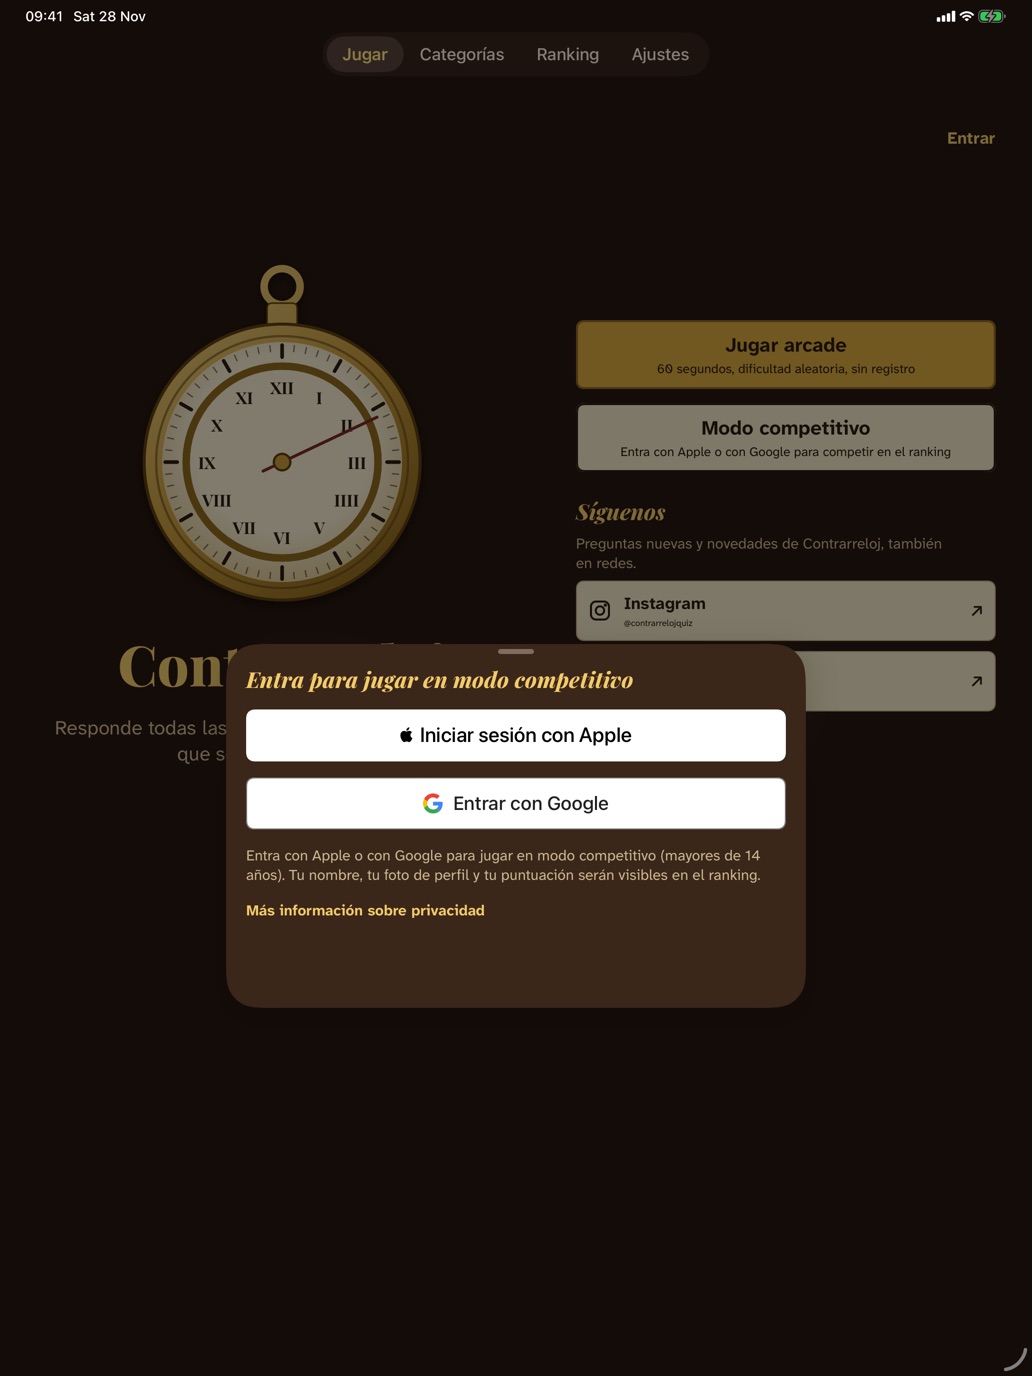 09:41 Sat 28 Nov
Jugar Categorías Ranking Ajustes
Entrar
XII
I
II
III
IIII
V
VI
VII
VIII
IX
X
XI
Jugar arcade
60 segundos, dificultad aleatoria, sin registro
Modo competitivo
Entra con Apple o con Google para competir en el ranking
Síguenos
Preguntas nuevas y novedades de Contrarreloj, también
en redes.
Instagram
@contrarrelojquiz
Responde todas las
que
Entra para jugar en modo competitivo
Iniciar sesión con Apple
Entrar con Google
Entra con Apple o con Google para jugar en modo competitivo (mayores de 14
años). Tu nombre, tu foto de perfil y tu puntuación serán visibles en el ranking.
Más información sobre privacidad